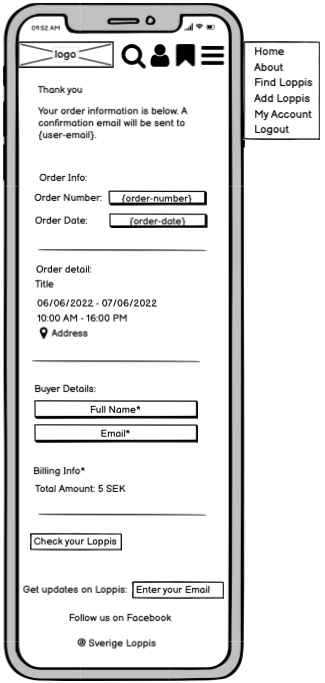 09:52 AM
logo
Home
About
Find Loppis
Add Loppis
My Account
Logout
Thank you
Your order information is below. A
confirmation email will be sent to
{user-email}.
Order Info:
Order Number: {order-number}
Order Date: {order-date}
Order detail:
Title
06/06/2022 - 07/06/2022
10:00 AM - 16:00 PM
Address
Buyer Details:
Full Name*
Email*
Billing Info*
Total Amount: 5 SEK
Check your Loppis
Get updates on Loppis: Enter your Email
Follow us on Facebook
@ Sverige Loppis